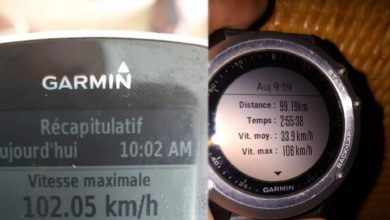 GARMIN
Récapitulatif
ujourd'hui 10:02 AM
Vitesse maximale
102.05 km/h
Auj 9:59
Distance : 99.19km
Temps : 2:55:38
Vit. moy. : 33.9 km/h
Vit. max : 106 km/h
GARMIN